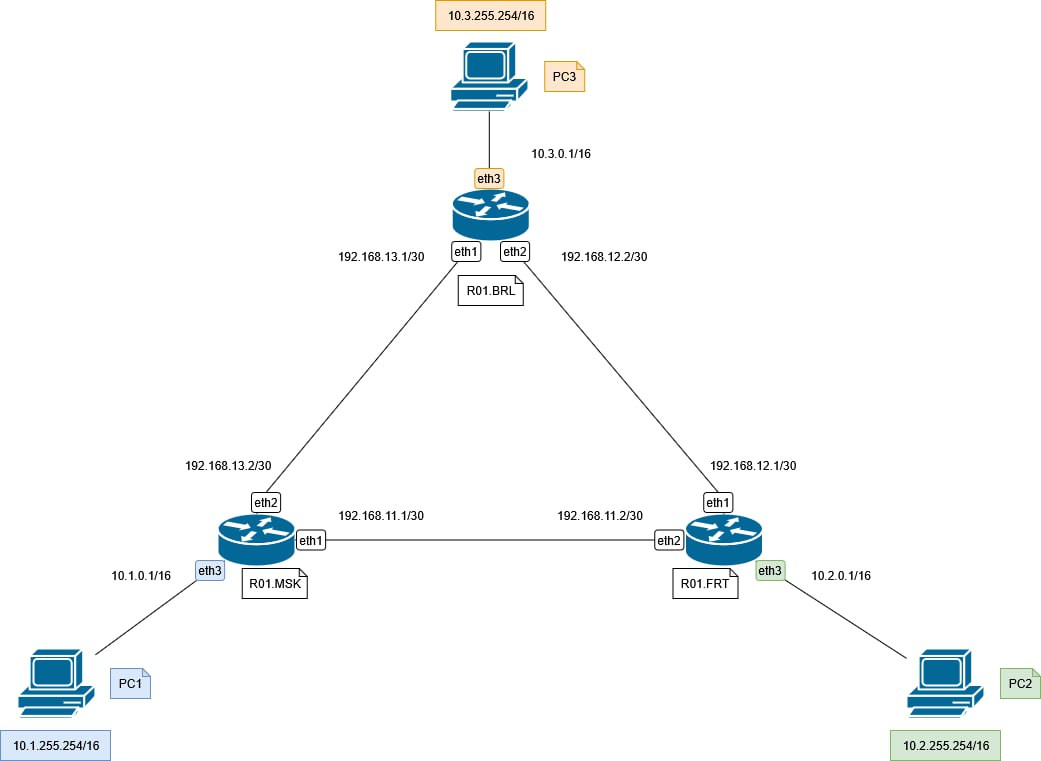 10.3.255.254/16
PC3
10.3.0.1/16
eth3
192.168.13.1/30
eth1
eth2
192.168.12.2/30
R01.BRL
192.168.13.2/30
192.168.12.1/30
eth2
eth1
192.168.11.1/30
192.168.11.2/30
eth1
eth2
10.1.0.1/16
eth3
R01.MSK
R01.FRT
eth3
10.2.0.1/16
PC1
PC2
10.1.255.254/16
10.2.255.254/16